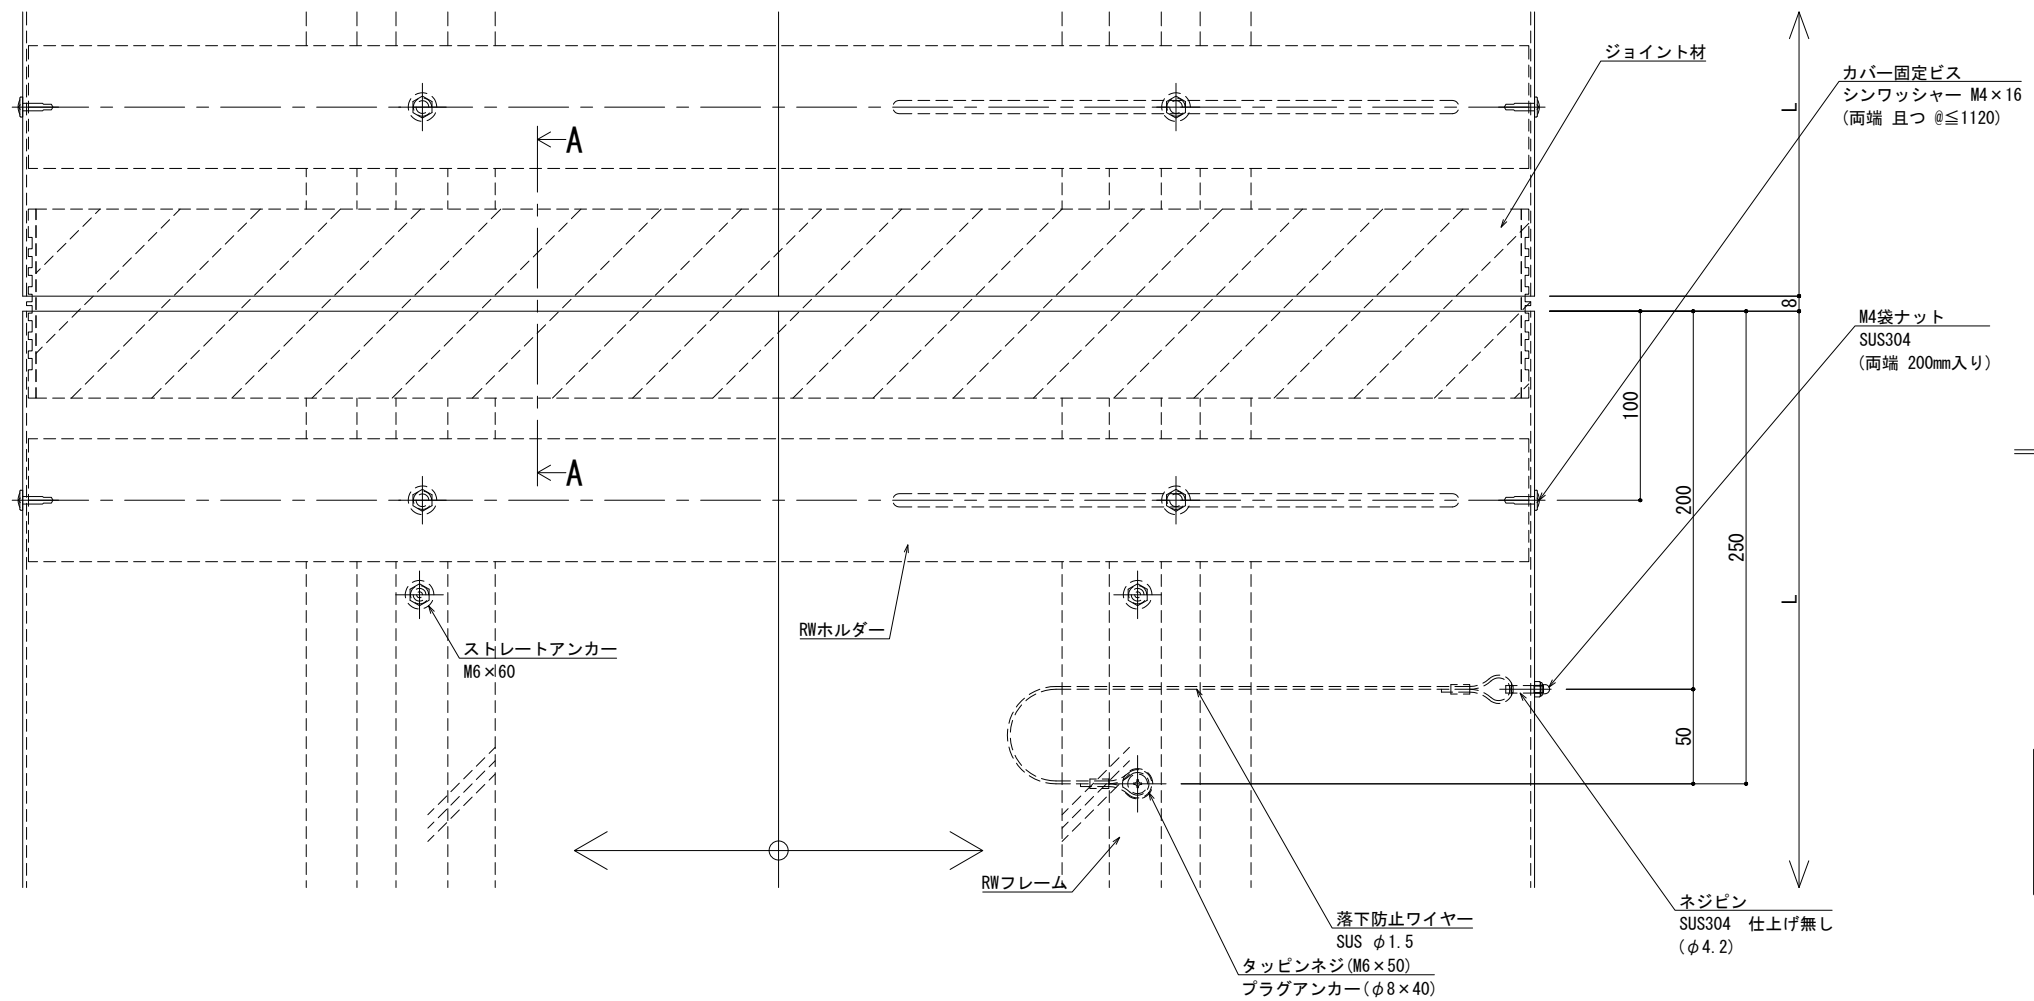 ジョイント材
カバー固定ビス
シンワッシャー M4×16
(両端 且つ @≦1120)
L
A
8
M4袋ナット
SUS304
(両端 200mm入り)
100
A
200
250
L
RWホルダー
ストレートアンカー
M6×60
50
RWフレーム
ネジピン
SUS304 仕上げ無し
(φ4.2)
落下防止ワイヤー
SUS φ1.5
タッピンネジ(M6×50)
プラグアンカー(φ8×40)